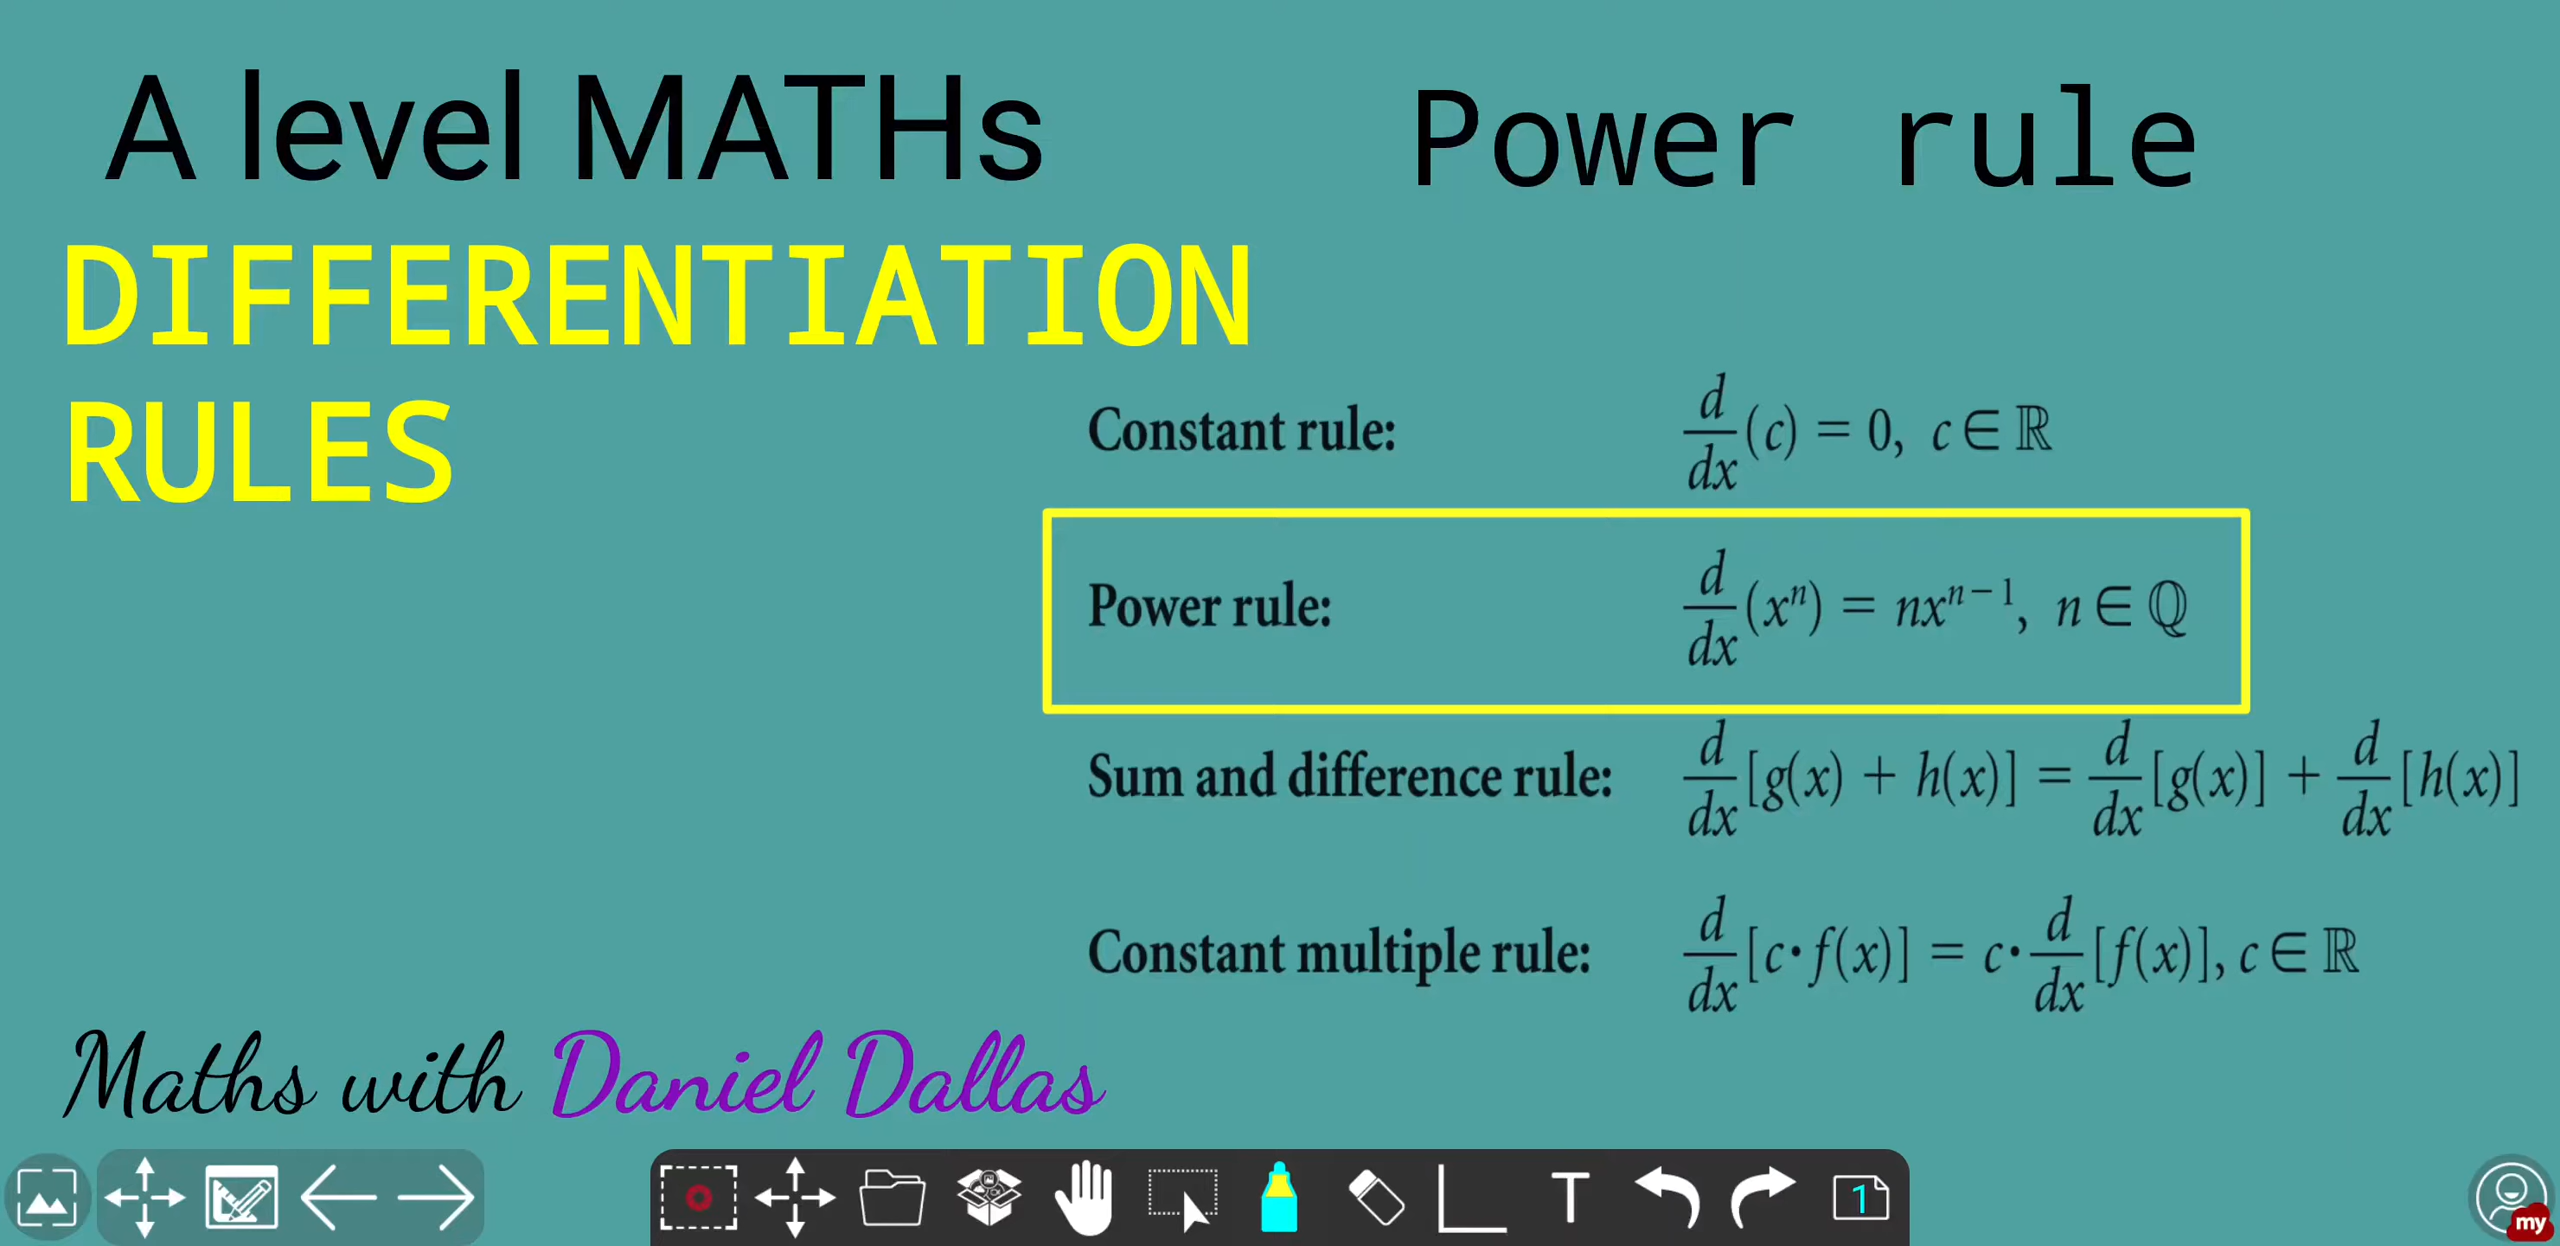 A level MATHs
Power rule
DIFFERENTIATION
RULES
Constant rule: d/dx (c) = 0, c ∈ ℝ
Power rule: d/dx (xⁿ) = nxⁿ⁻¹, n ∈ ℚ
Sum and difference rule: d/dx [g(x) + h(x)] = d/dx [g(x)] + d/dx [h(x)]
Constant multiple rule: d/dx [c·f(x)] = c·d/dx [f(x)], c ∈ ℝ
Maths with Daniel Dallas
T
1
my